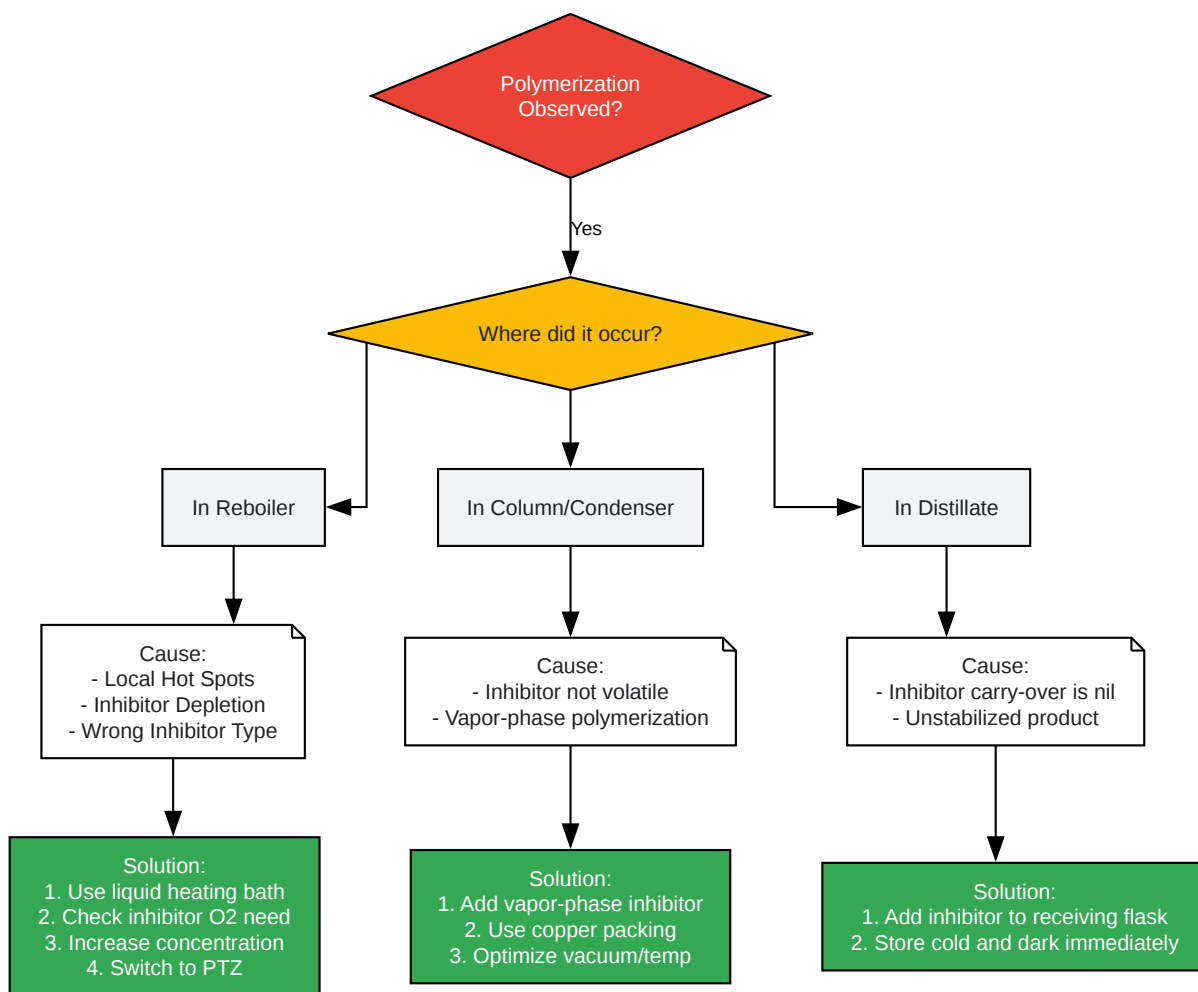 Polymerization
Observed?
Yes
Where did it occur?
In Reboiler
In Column/Condenser
In Distillate
Cause:
- Local Hot Spots
- Inhibitor Depletion
- Wrong Inhibitor Type
Cause:
- Inhibitor not volatile
- Vapor-phase polymerization
Cause:
- Inhibitor carry-over is nil
- Unstabilized product
Solution:
1. Use liquid heating bath
2. Check inhibitor O2 need
3. Increase concentration
4. Switch to PTZ
Solution:
1. Add vapor-phase inhibitor
2. Use copper packing
3. Optimize vacuum/temp
Solution:
1. Add inhibitor to receiving flask
2. Store cold and dark immediately